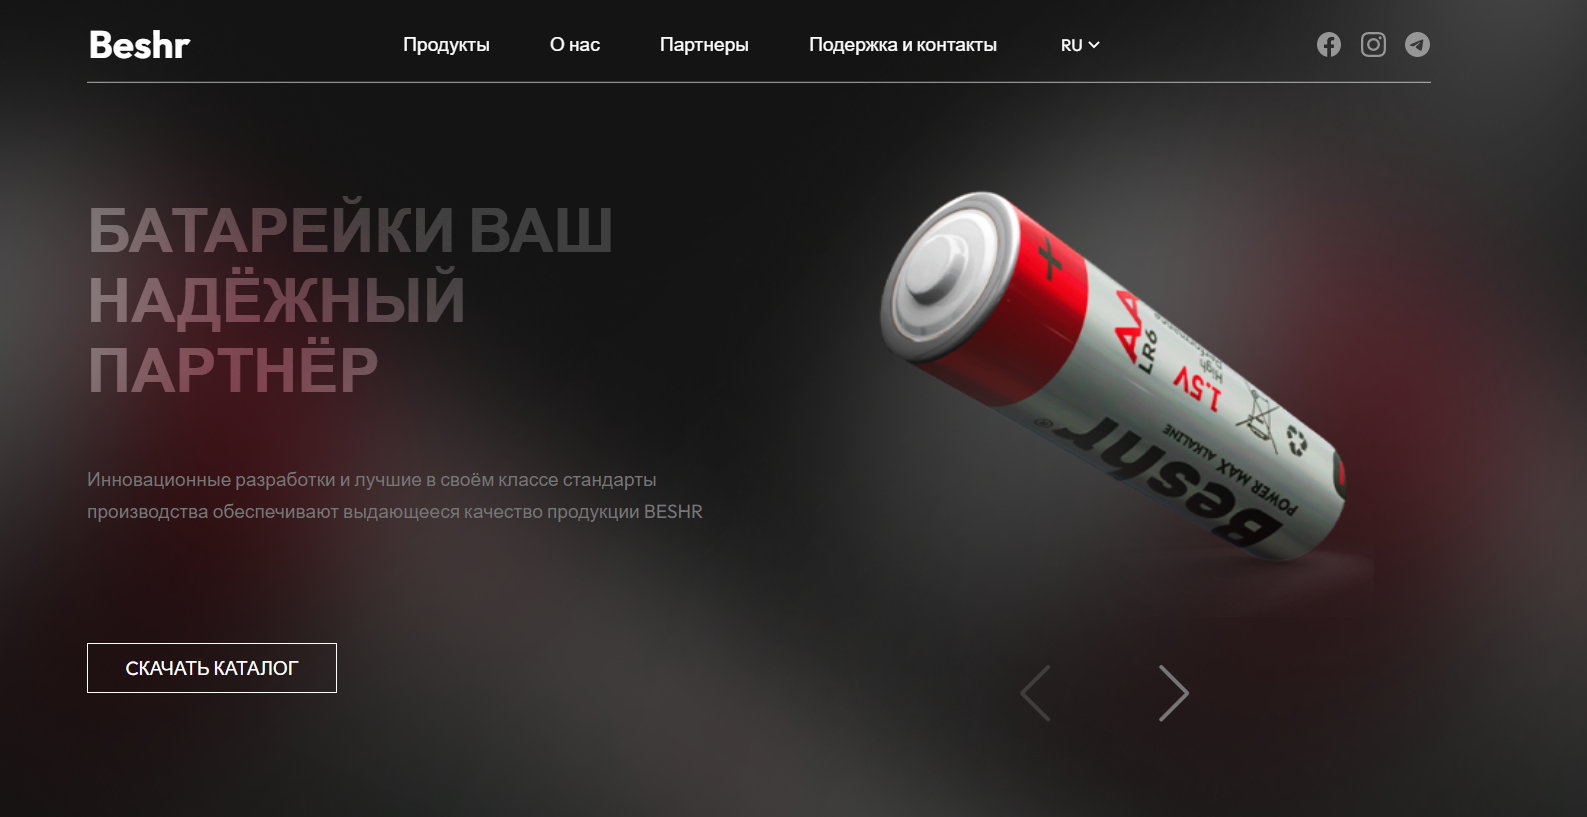 Beshr
Продукты
О нас
Партнеры
Подержка и контакты
RU
БАТАРЕЙКИ ВАШ
НАДЁЖНЫЙ
ПАРТНЁР
Инновационные разработки и лучшие в своём классе стандарты
производства обеспечивают выдающееся качество продукции BESHR
СКАЧАТЬ КАТАЛОГ
+
AA
LR6
High
Performance
1.5V
Beshr®
POWER MAX ALKALINE